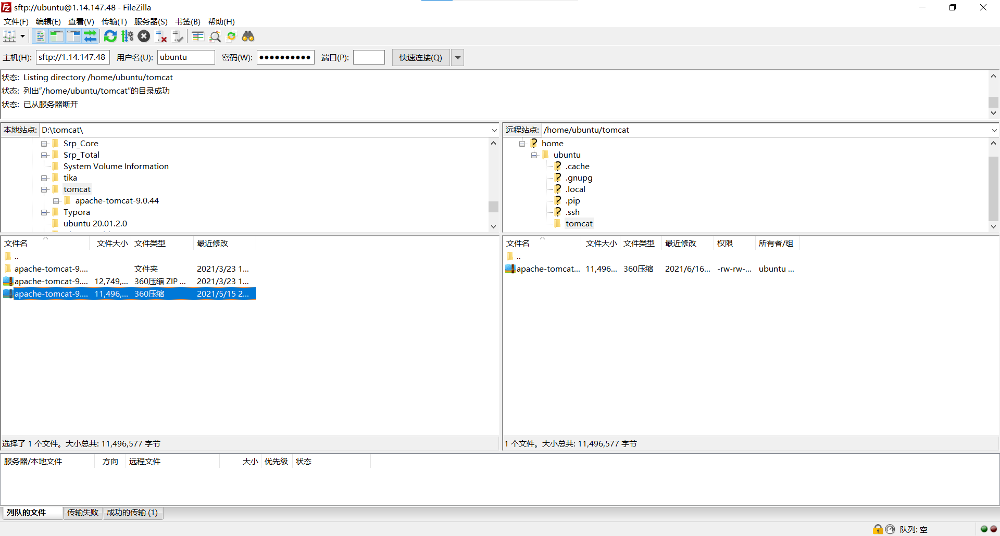 sftp://ubuntu@1.14.147.48 - FileZilla
文件(F) 编辑(E) 查看(V) 传输(T) 服务器(S) 书签(B) 帮助(H)
主机(H): sftp://1.14.147.48 用户名(U): ubuntu 密码(W): ●●●●●●●●●● 端口(P): 快速连接(Q)
状态: Listing directory /home/ubuntu/tomcat
状态: 列出“/home/ubuntu/tomcat”的目录成功
状态: 已从服务器断开
本地站点: D:\tomcat\
Srp_Core
Srp_Total
System Volume Information
tika
tomcat
apache-tomcat-9.0.44
Typora
ubuntu 20.01.2.0
文件名 文件大小 文件类型 最近修改
..
apache-tomcat-9.... 文件夹 2021/3/23 1...
apache-tomcat-9.... 12,749,... 360压缩 ZIP ... 2021/3/23 1...
apache-tomcat-9.... 11,496,... 360压缩 2021/5/15 2...
选择了 1 个文件。大小总共: 11,496,577 字节
远程站点: /home/ubuntu/tomcat
home
ubuntu
.cache
.gnupg
.local
.pip
.ssh
tomcat
文件名 文件大小 文件类型 最近修改 权限 所有者/组
..
apache-tomcat... 11,496... 360压缩 2021/6/16... -rw-rw-... ubuntu ...
1 个文件。大小总共: 11,496,577 字节
服务器/本地文件 方向 远程文件 大小 优先级 状态
列队的文件 传输失败 成功的传输 (1)
队列: 空